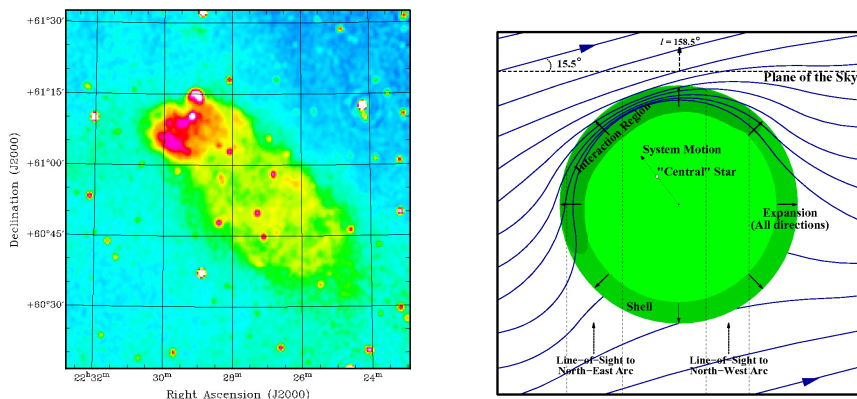 +61°30'
+61°15'
+61°00'
+60°45'
+60°30'
Declination (J2000)
22ʰ32ᵐ 30ᵐ 28ᵐ 26ᵐ 24ᵐ
Right Ascension (J2000)
l = 158.5°
15.5°
Plane of the Sky
Interaction Region
System Motion
"Central" Star
Expansion
(All directions)
Shell
Line-of-Sight to
North-East Arc
Line-of-Sight to
North-West Arc